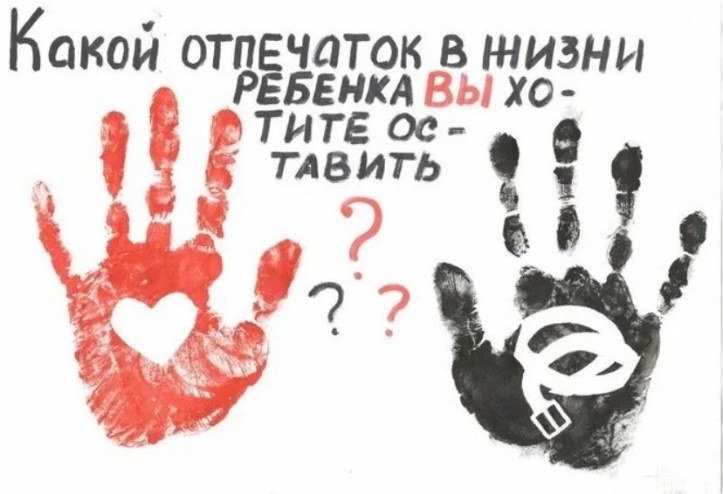 Какой отпечаток в жизни
ребенка вы хо-
тите ос-
тавить
?
? ?